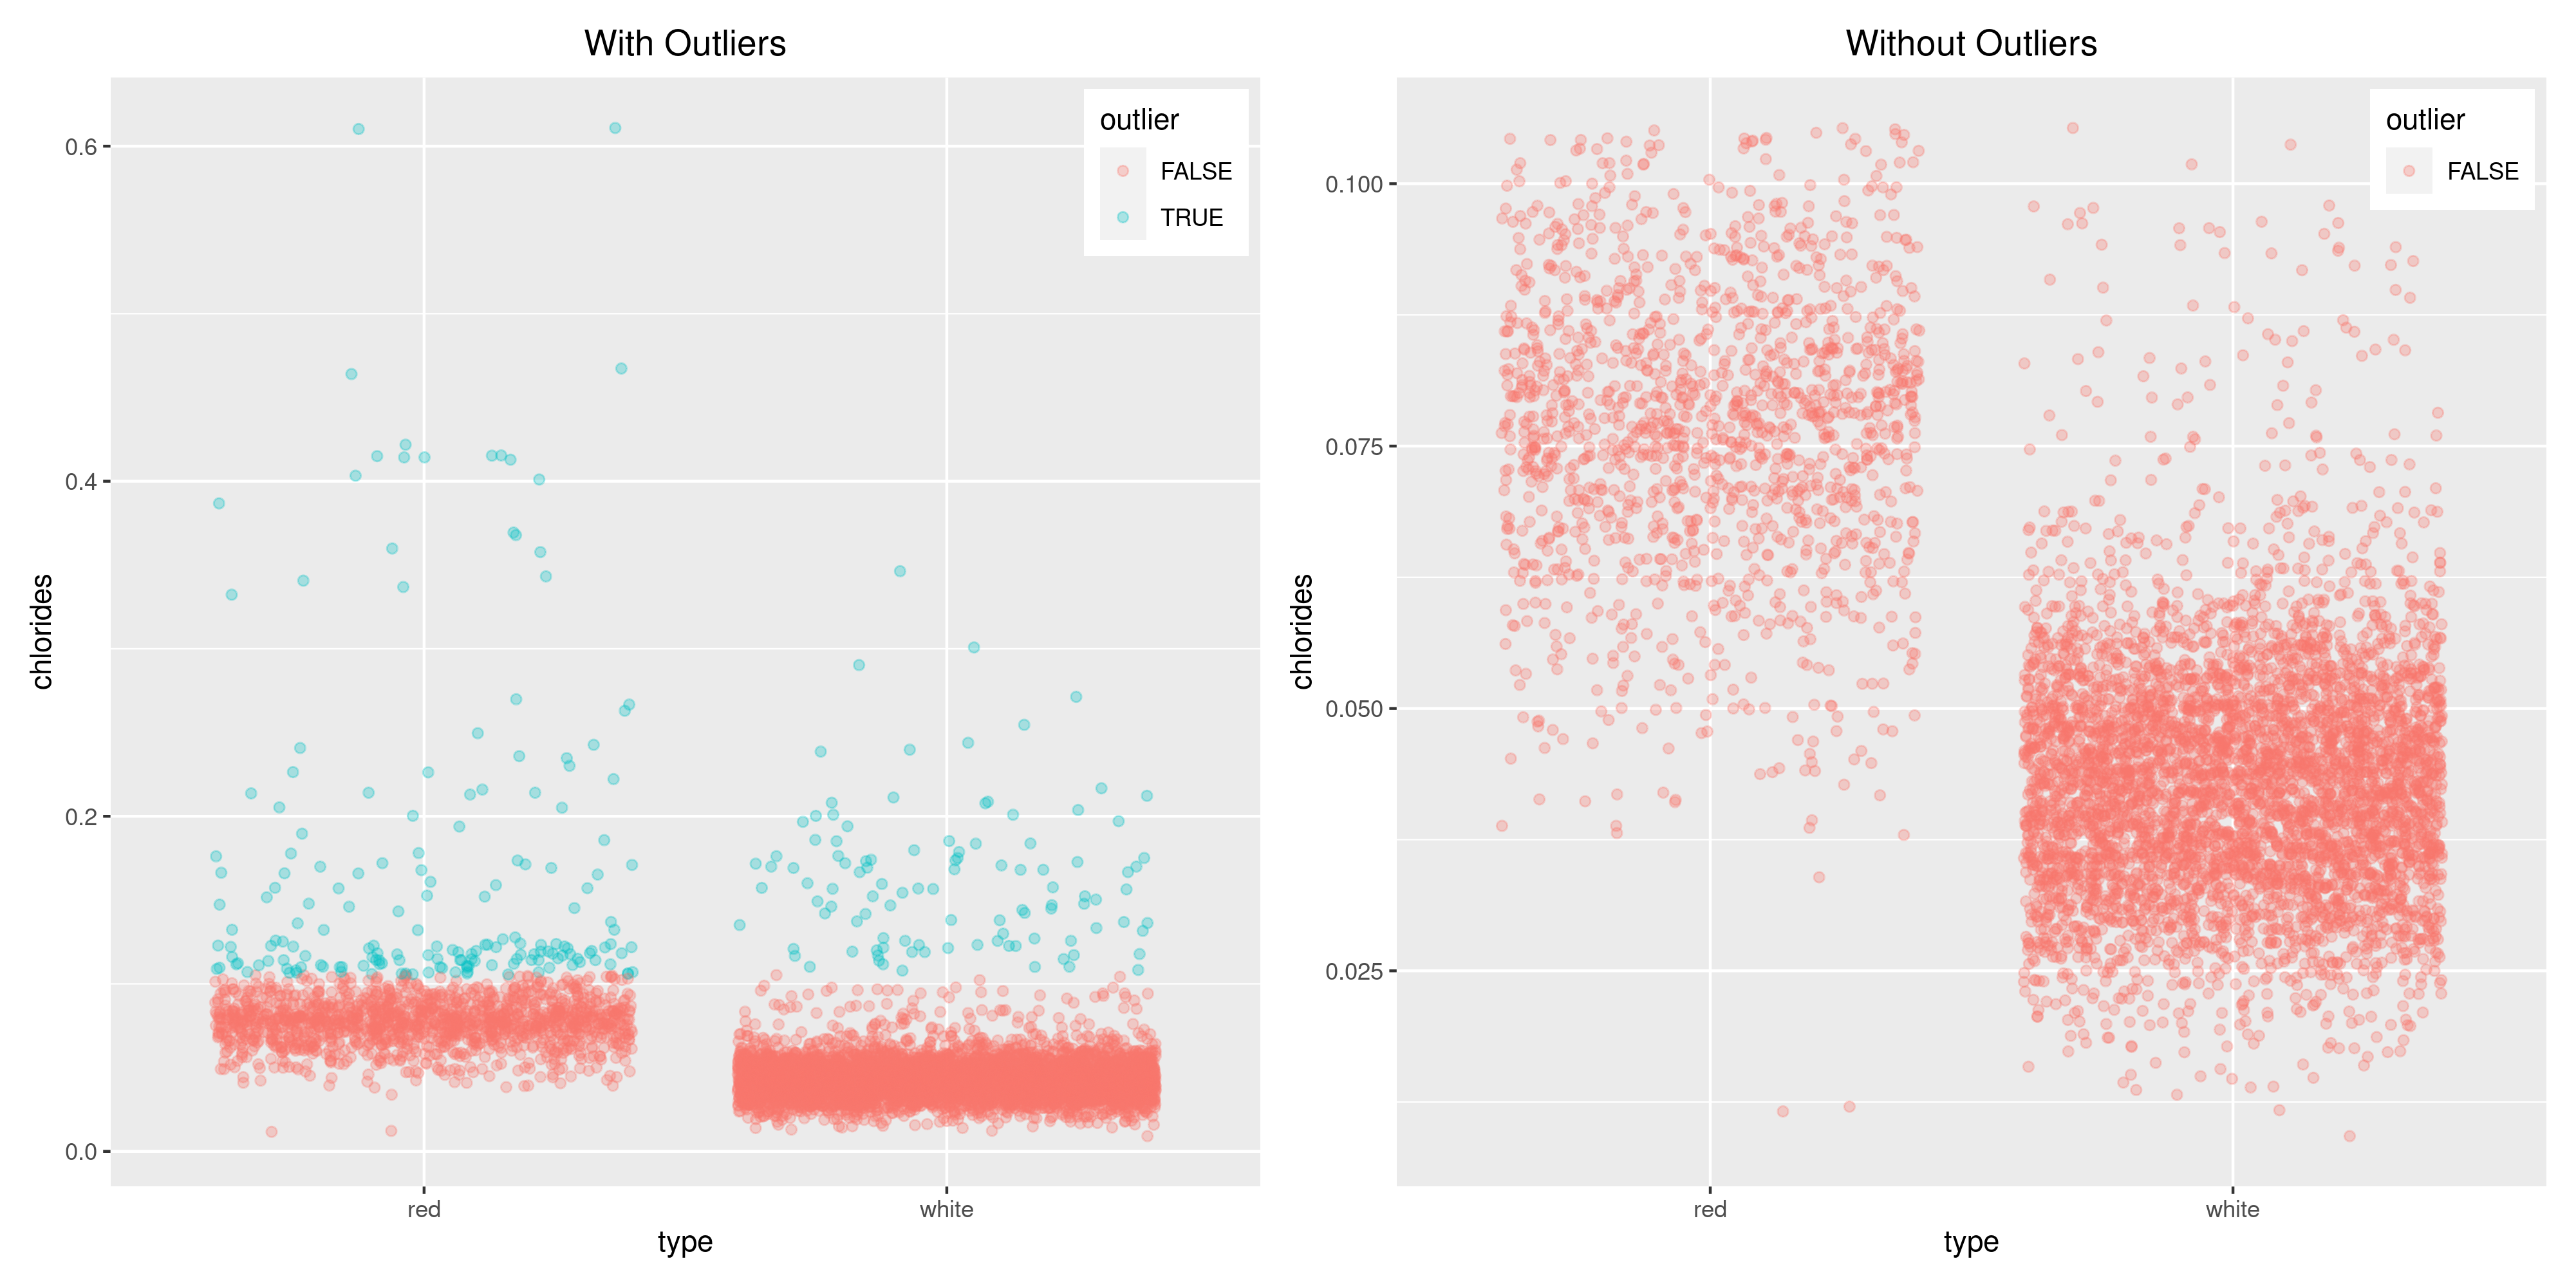 With Outliers
outlier
FALSE
TRUE
0.6
0.4
0.2
0.0
chlorides
red
white
type
Without Outliers
outlier
FALSE
0.100
0.075
0.050
0.025
chlorides
red
white
type